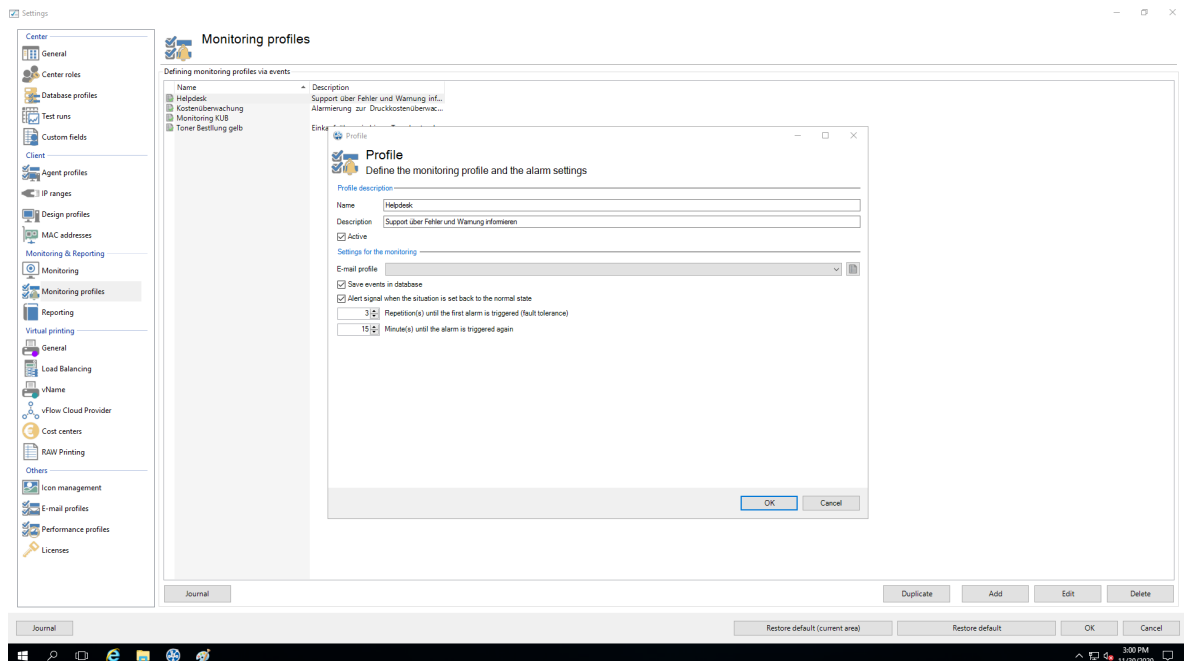 Settings
Center
General
Center roles
Database profiles
Test runs
Custom fields
Client
Agent profiles
IP ranges
Design profiles
MAC addresses
Monitoring & Reporting
Monitoring
Monitoring profiles
Reporting
Virtual printing
General
Load Balancing
vName
vFlow Cloud Provider
Cost centers
RAW Printing
Others
Icon management
E-mail profiles
Performance profiles
Licenses
Monitoring profiles
Defining monitoring profiles via events
Name Description
Helpdesk Support über Fehler und Warnung inf...
Kostenüberwachung Alarmierung zur Druckkostenüberwac...
Monitoring KUB
Toner Bestllung gelb
Profile
Profile
Define the monitoring profile and the alarm settings
Profile description
Name Helpdesk
Description Support über Fehler und Warnung informieren
Active
Settings for the monitoring
E-mail profile
Save events in database
Alert signal when the situation is set back to the normal state
3 Repetition(s) until the first alarm is triggered (fault tolerance)
15 Minute(s) until the alarm is triggered again
OK Cancel
Journal Duplicate Add Edit Delete
Journal Restore default (current area) Restore default OK Cancel
3:00 PM
11/20/2020